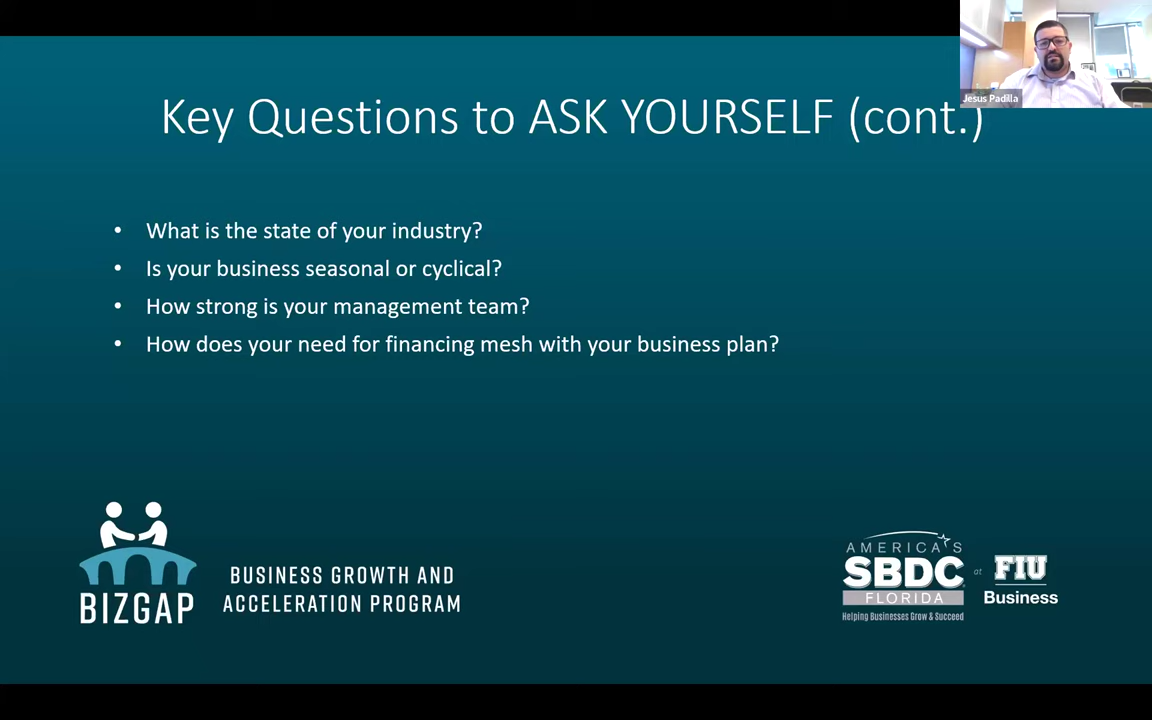 Jesus Padilla
Key Questions to ASK YOURSELF (cont.)
• What is the state of your industry?
• Is your business seasonal or cyclical?
• How strong is your management team?
• How does your need for financing mesh with your business plan?
BIZGAP
BUSINESS GROWTH AND
ACCELERATION PROGRAM
AMERICA'S
SBDC
FLORIDA
Helping Businesses Grow & Succeed
at
FIU
Business